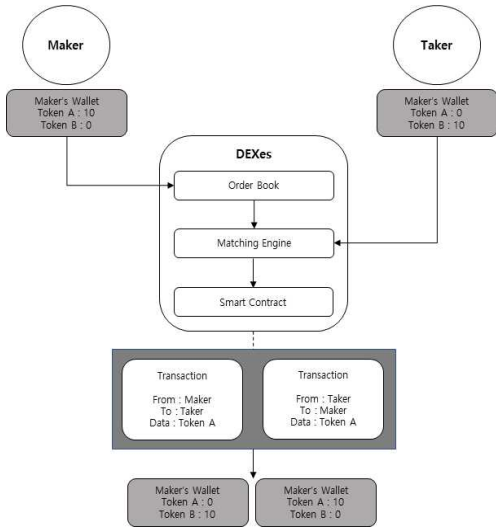 Maker
Taker
Maker's Wallet
Token A : 10
Token B : 0
Maker's Wallet
Token A : 0
Token B : 10
DEXes
Order Book
Matching Engine
Smart Contract
Transaction
From : Maker
To : Taker
Data : Token A
Transaction
From : Taker
To : Maker
Data : Token A
Maker's Wallet
Token A : 0
Token B : 10
Maker's Wallet
Token A : 10
Token B : 0